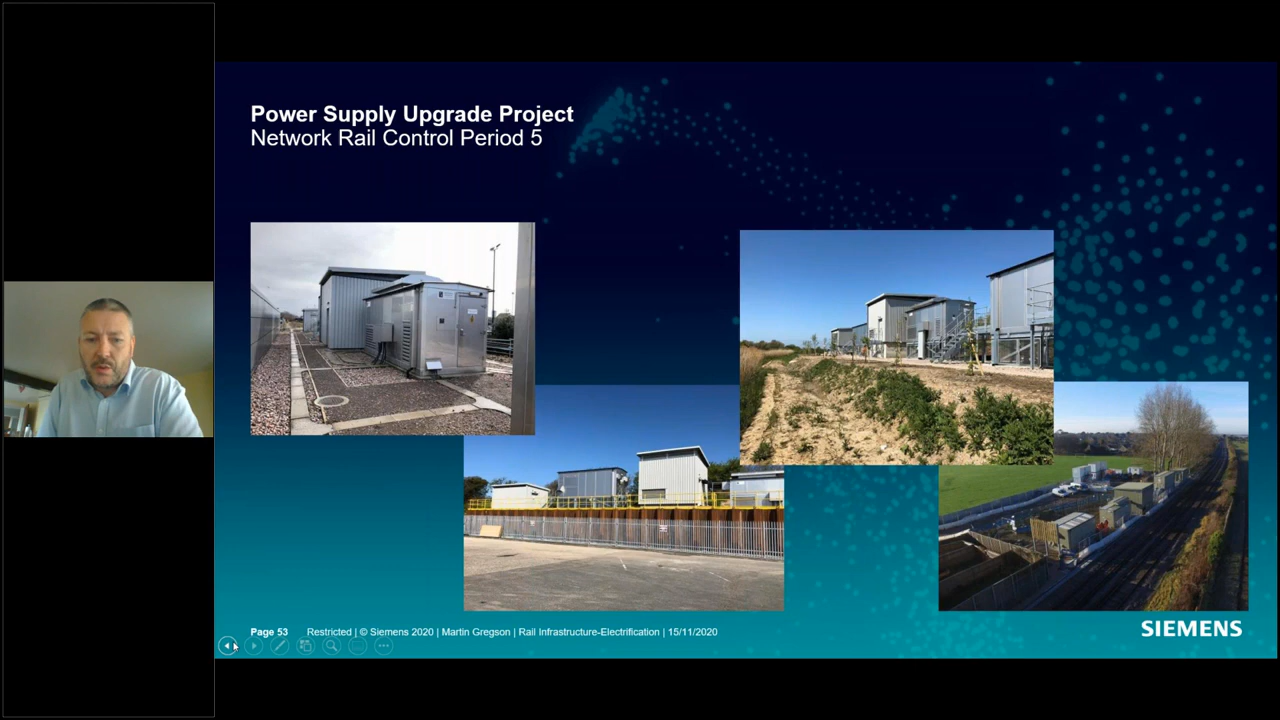 Power Supply Upgrade Project
Network Rail Control Period 5
Page 53 Restricted | © Siemens 2020 | Martin Gregson | Rail Infrastructure-Electrification | 15/11/2020
SIEMENS